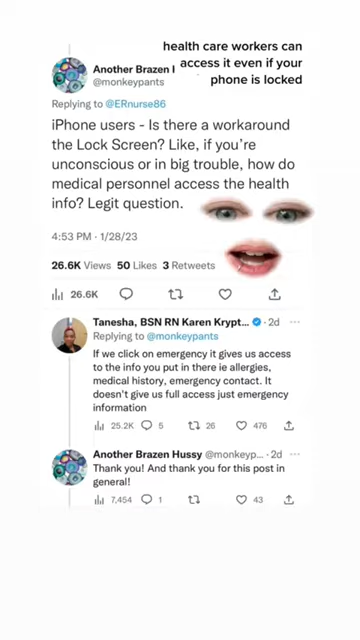 health care workers can
access it even if your
phone is locked
Another Brazen
@monkeypants
Replying to @ERnurse86
iPhone users - Is there a workaround
the Lock Screen? Like, if you're
unconscious or in big trouble, how do
medical personnel access the health
info? Legit question.
4:53 PM · 1/28/23
26.6K Views 50 Likes 3 Retweets
26.6K
Tanesha, BSN RN Karen Krypt... · 2d ···
Replying to @monkeypants
If we click on emergency it gives us access
to the info you put in there ie allergies,
medical history, emergency contact. It
doesn't give us full access just emergency
information
25.2K 5 26 476
Another Brazen Hussy @monkeyp... · 2d ···
Thank you! And thank you for this post in
general!
7,454 1 43